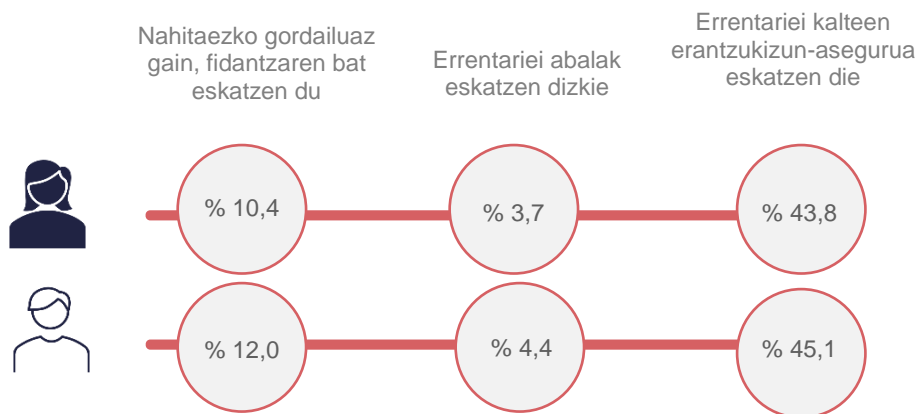 Nahitaezko gordailuaz
gain, fidantzaren bat
eskatzen du
Errentariei abalak
eskatzen dizkie
Errentariei kalteen
erantzukizun-asegurua
eskatzen die
% 10,4
% 3,7
% 43,8
% 12,0
% 4,4
% 45,1